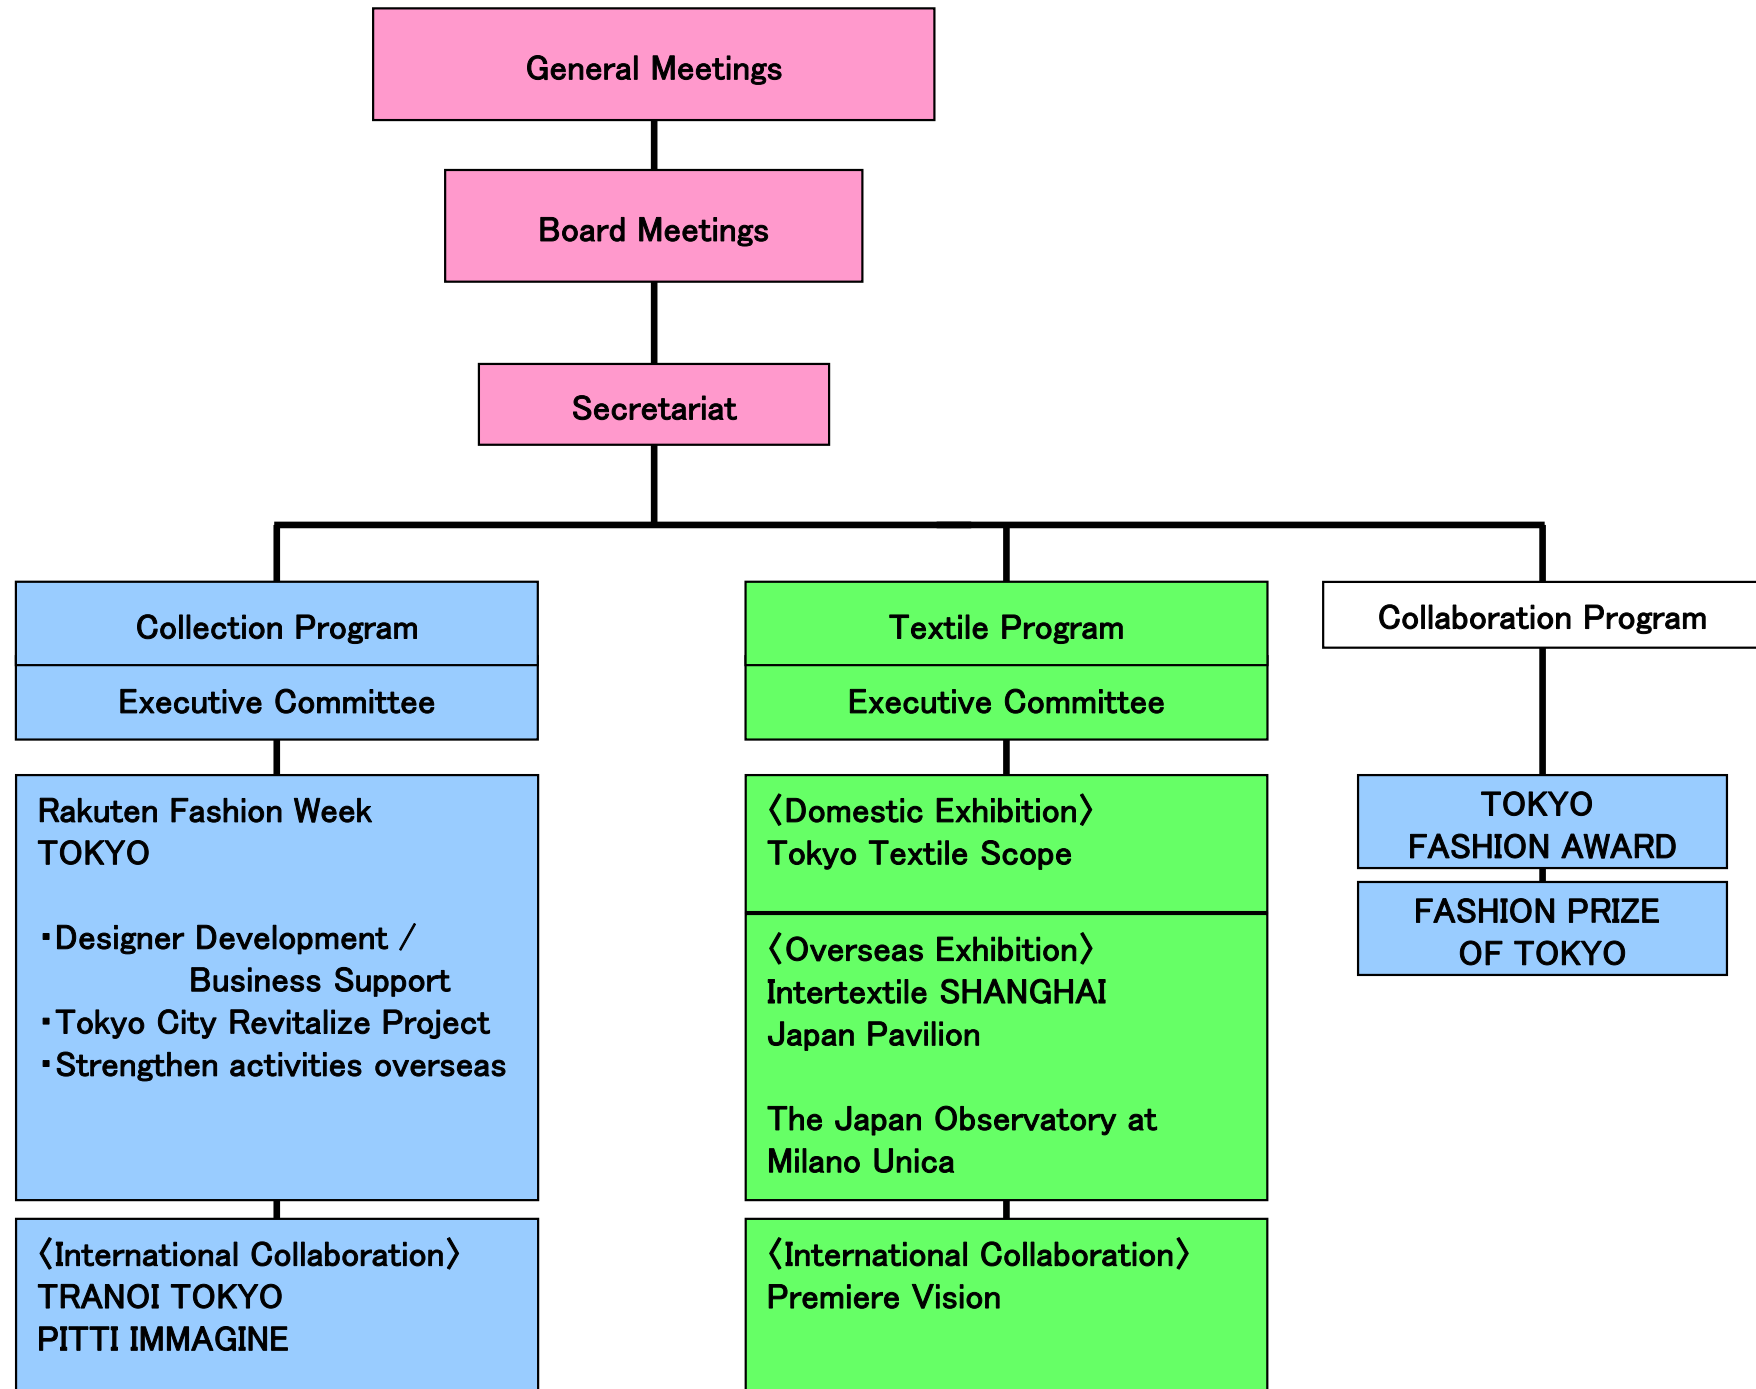 General Meetings
Board Meetings
Secretariat
Collection Program
Executive Committee
Rakuten Fashion Week
TOKYO
・Designer Development /
Business Support
・Tokyo City Revitalize Project
・Strengthen activities overseas
〈International Collaboration〉
TRANOI TOKYO
PITTI IMMAGINE
Textile Program
Executive Committee
〈Domestic Exhibition〉
Tokyo Textile Scope
〈Overseas Exhibition〉
Intertextile SHANGHAI
Japan Pavilion
The Japan Observatory at
Milano Unica
〈International Collaboration〉
Premiere Vision
Collaboration Program
TOKYO
FASHION AWARD
FASHION PRIZE
OF TOKYO